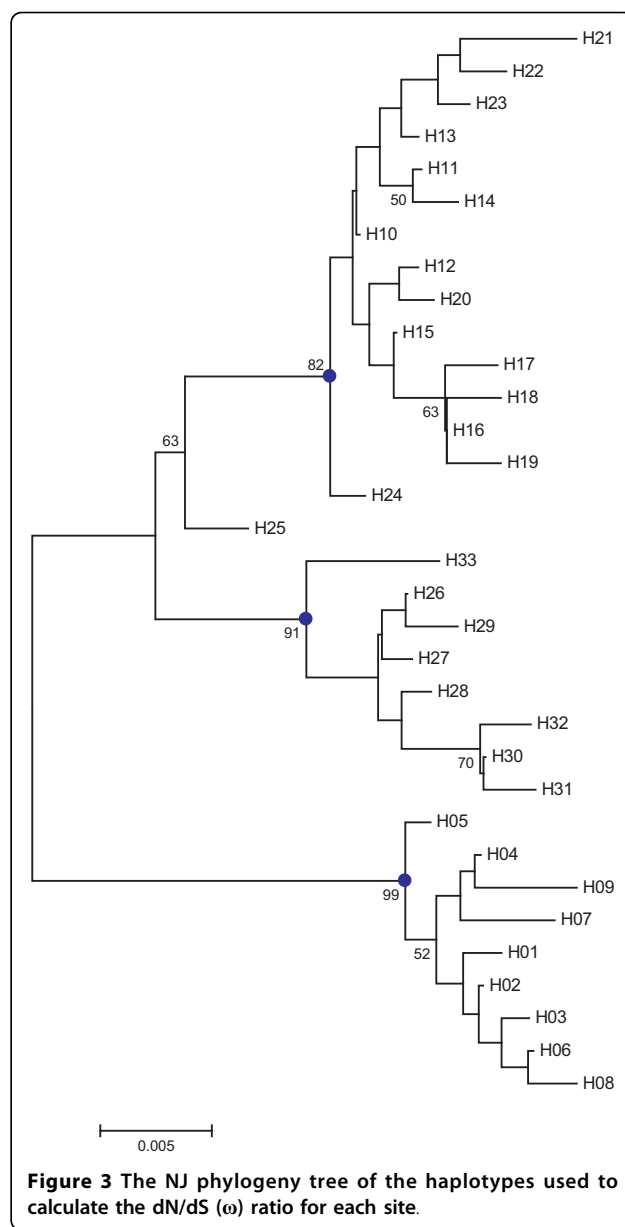 H21
H22
H23
H13
H11
50
H14
H10
H12
H20
H15
82
H17
63
H18
H16
63
H19
H24
H25
H33
H26
91
H29
H27
H28
H32
70
H30
H31
H05
H04
99
H09
H07
52
H01
H02
H03
H06
H08
0.005
Figure 3 The NJ phylogeny tree of the haplotypes used to
calculate the dN/dS (ω) ratio for each site.